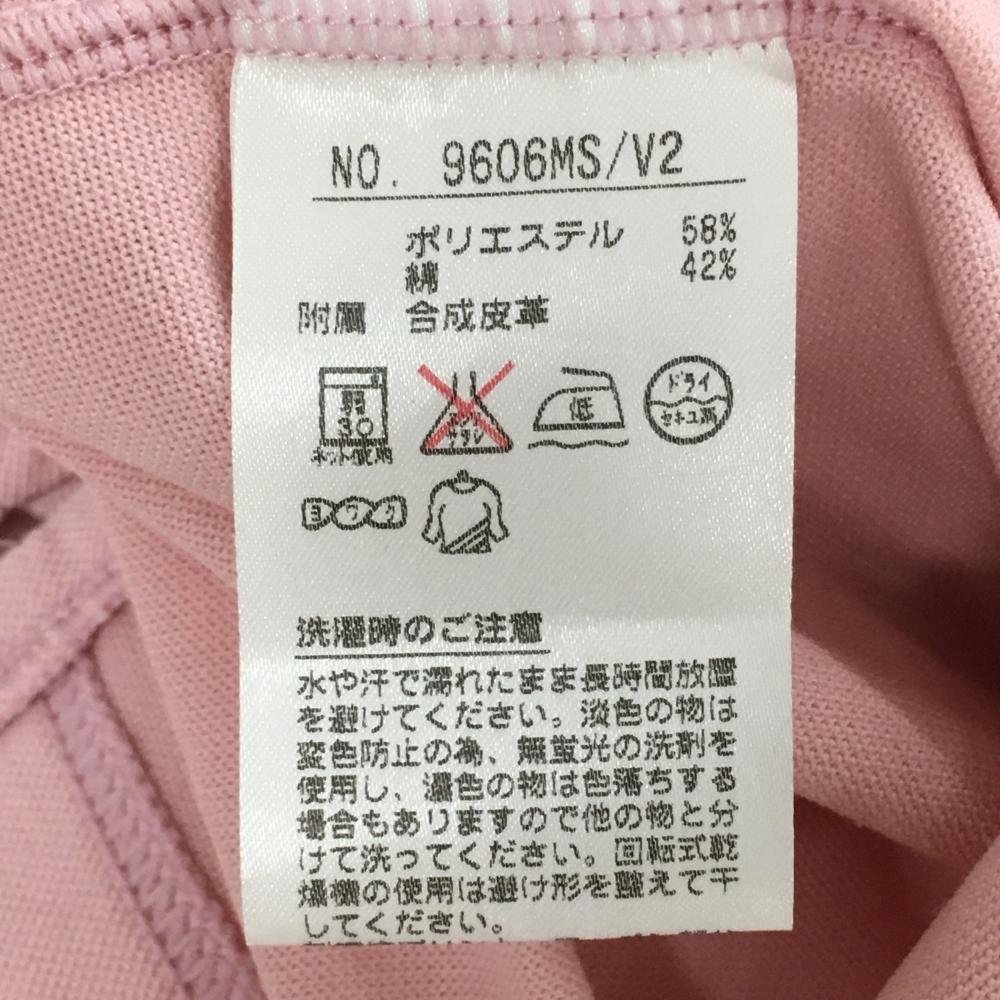 NO. 9606MS/V2
ポリエステル 58%
綿 42%
附属 合成皮革
弱
30
ネット使用
サラシ
低
ドライ
セキユ系
ヨワク
洗濯時のご注意
水や汗で濡れたまま長時間放置
を避けてください。淡色の物は
変色防止の為、無蛍光の洗剤を
使用し、濃色の物は色落ちする
場合もありますので他の物と分
けて洗ってください。回転式乾
燥機の使用は避け形を整えて干
してください。